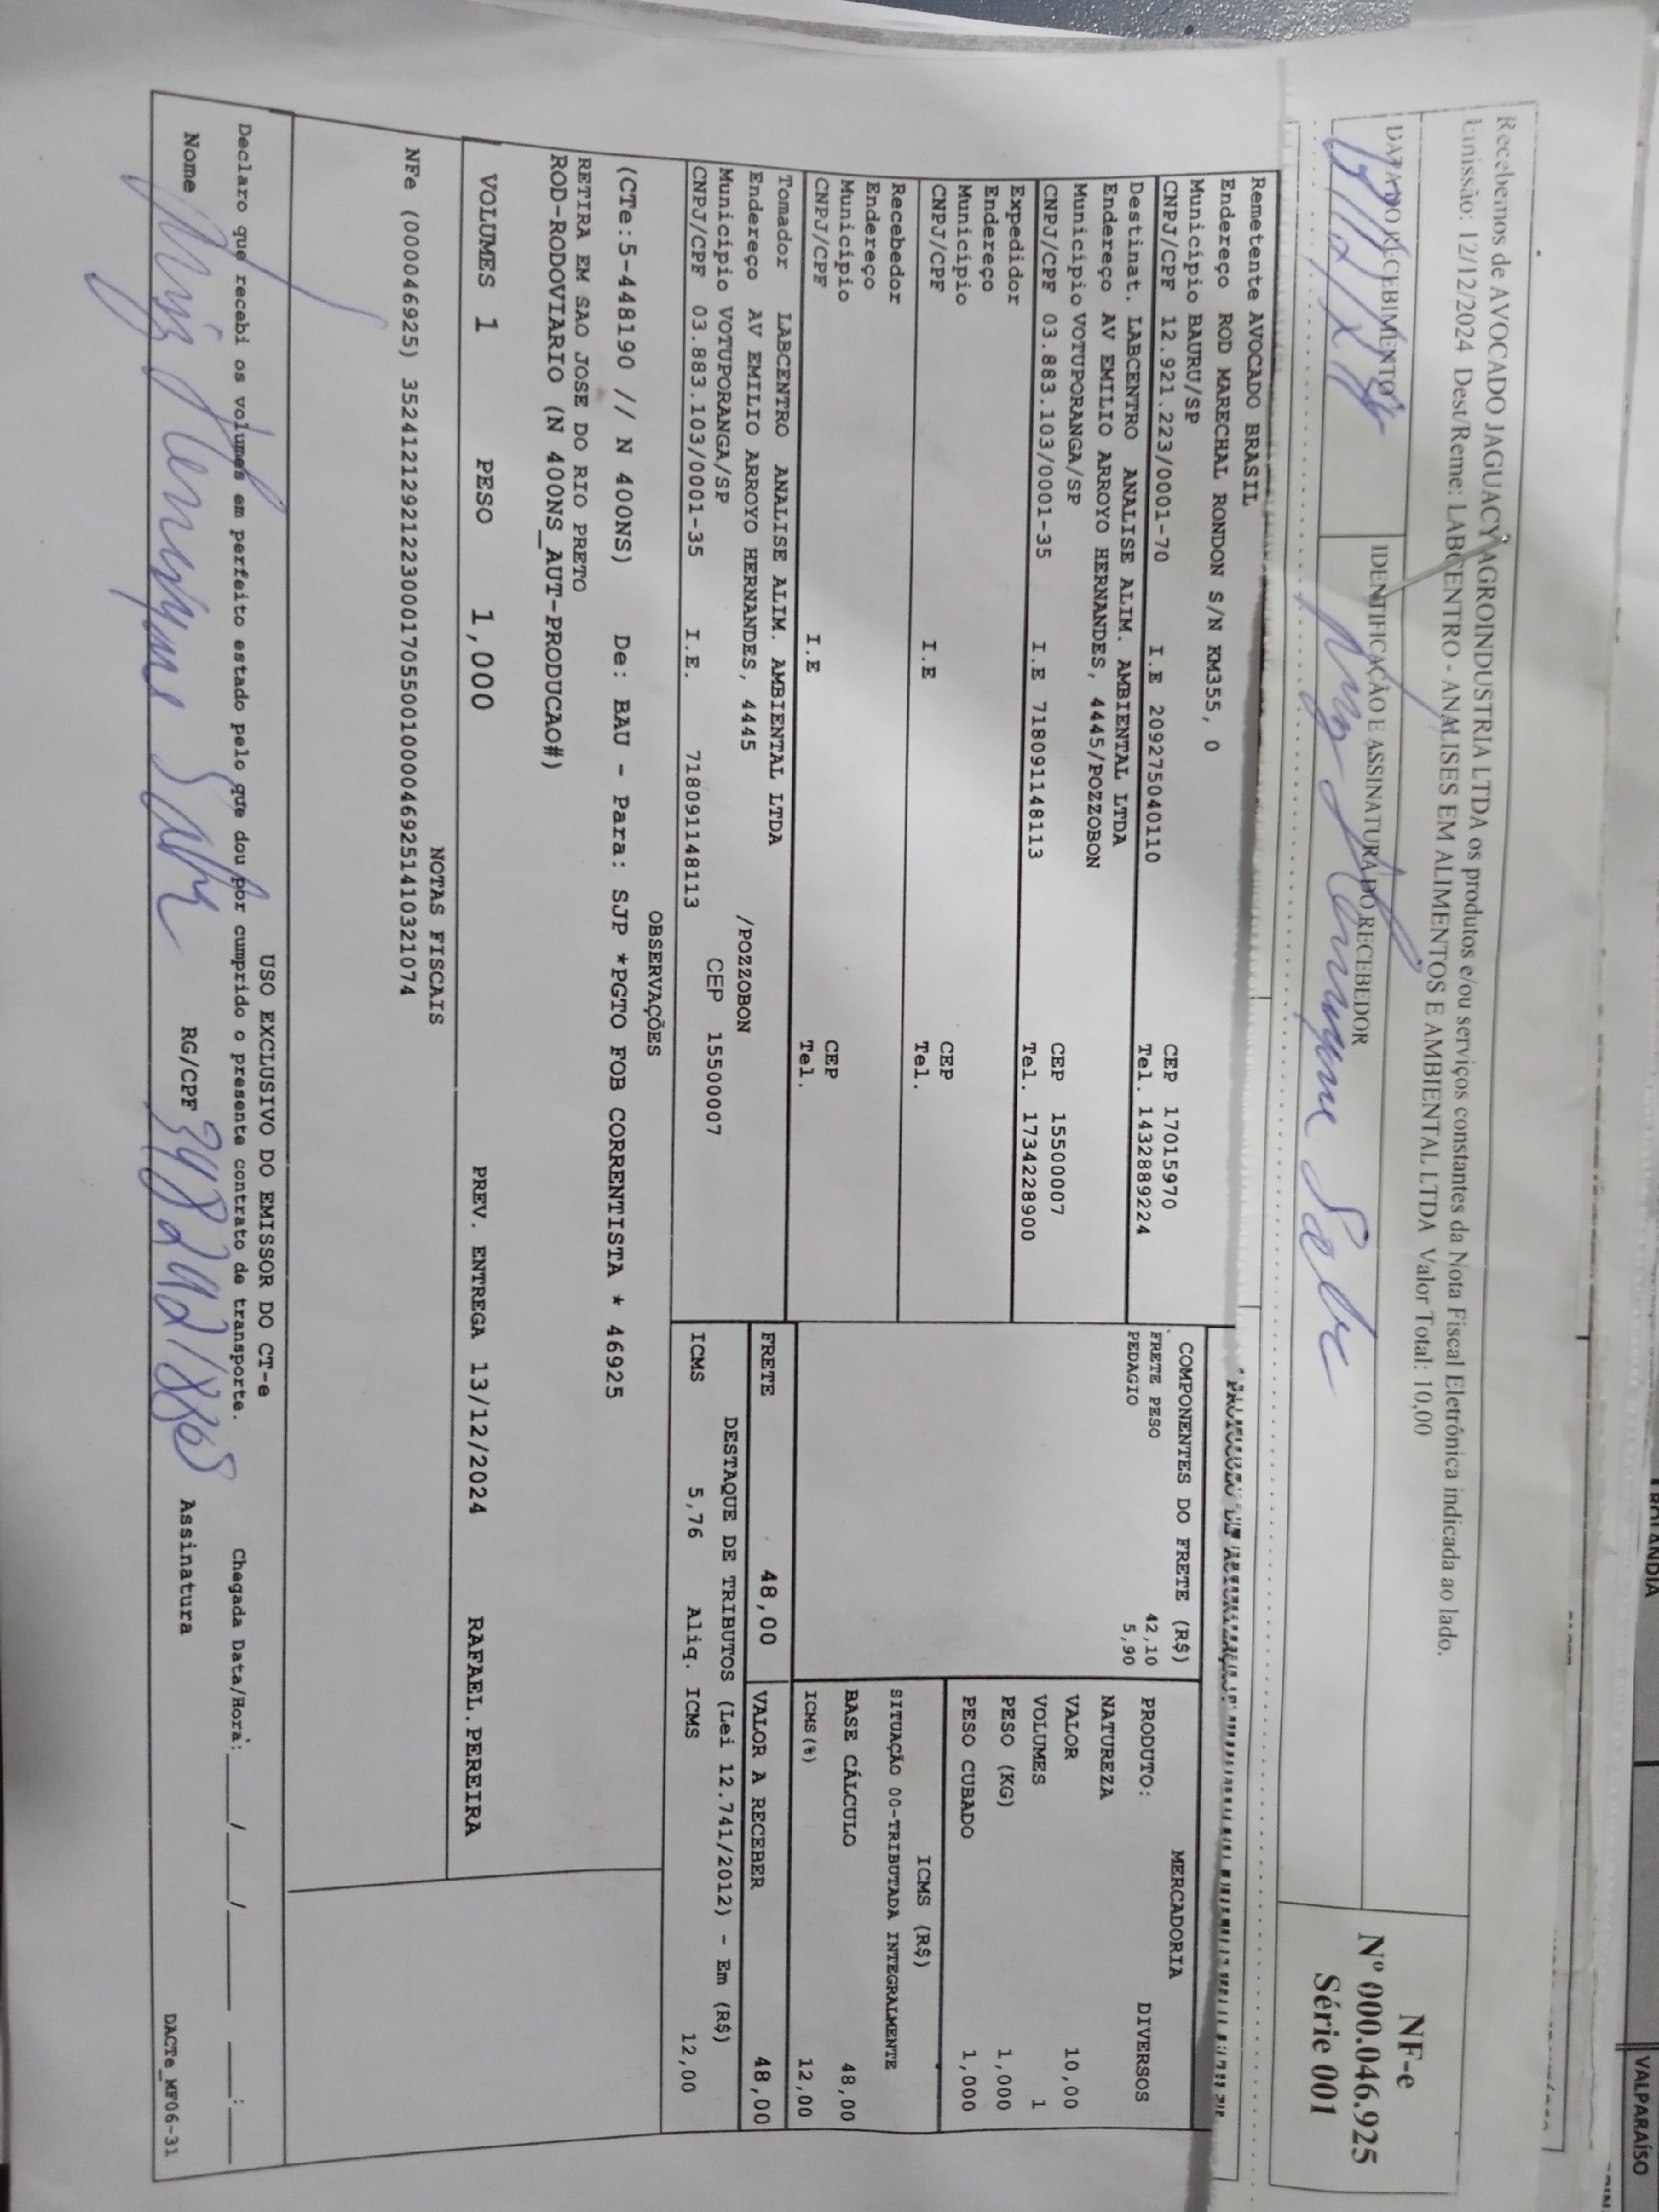 Recebemos de AVOCADO JAGUACY AGROINDUSTRIA LTDA os produtos e/ou serviços constantes da Nota Fiscal Eletrônica indicada ao lado.
Emissão: 12/12/2024 Dest/Reme: LABCENTRO - ANALISES EM ALIMENTOS E AMBIENTAL LTDA Valor Total: 10,00
DATA DO RECEBIMENTO
IDENTIFICAÇÃO E ASSINATURA DO RECEBEDOR
NF-e
Nº 000.046.925
Série 001
Remetente AVOCADO BRASIL
Endereço ROD MARECHAL RONDON S/N KM355, 0
Município BAURU/SP CEP 17015970
CNPJ/CPF 12.921.223/0001-70 I.E 209275040110 Tel. 1432889224
Destinat. LABCENTRO ANALISE ALIM. AMBIENTAL LTDA
Endereço AV EMILIO ARROYO HERNANDES, 4445/POZZOBON
Município VOTUPORANGA/SP CEP 15500007
CNPJ/CPF 03.883.103/0001-35 I.E 718091148113 Tel. 1734228900
Expedidor
Endereço
Município CEP
CNPJ/CPF I.E Tel.
Recebedor
Endereço
Município CEP
CNPJ/CPF I.E Tel.
Tomador LABCENTRO ANALISE ALIM. AMBIENTAL LTDA
Endereço AV EMILIO ARROYO HERNANDES, 4445 /POZZOBON
Município VOTUPORANGA/SP CEP 15500007
CNPJ/CPF 03.883.103/0001-35 I.E. 718091148113
COMPONENTES DO FRETE (R$)
FRETE PESO 42,10
PEDAGIO 5,90
MERCADORIA
PRODUTO: DIVERSOS
NATUREZA
VALOR 10,00
VOLUMES 1
PESO (KG) 1,000
PESO CUBADO 1,000
ICMS (R$)
SITUAÇÃO 00-TRIBUTADA INTEGRALMENTE
BASE CÁLCULO 48,00
ICMS (%) 12,00
FRETE 48,00
VALOR A RECEBER 48,00
DESTAQUE DE TRIBUTOS (Lei 12.741/2012) - Em (R$)
ICMS 5,76 Aliq. ICMS 12,00
OBSERVAÇÕES
(CTe:5-448190 // N 400NS) De: BAU - Para: SJP *PGTO FOB CORRENTISTA * 46925
RETIRA EM SAO JOSE DO RIO PRETO
ROD-RODOVIARIO (N 400NS_AUT-PRODUCAO#)
VOLUMES 1 PESO 1,000 PREV. ENTREGA 13/12/2024 RAFAEL.PEREIRA
NOTAS FISCAIS
NFe (000046925) 35241212921223000170550010000469251410321074
USO EXCLUSIVO DO EMISSOR DO CT-e
Declaro que recebi os volumes em perfeito estado pelo que dou por cumprido o presente contrato de transporte. Chegada Data/Hora: ___/___/_____ ___:___
Nome RG/CPF Assinatura
DACTe_MF06-31
VALPARAÍSO